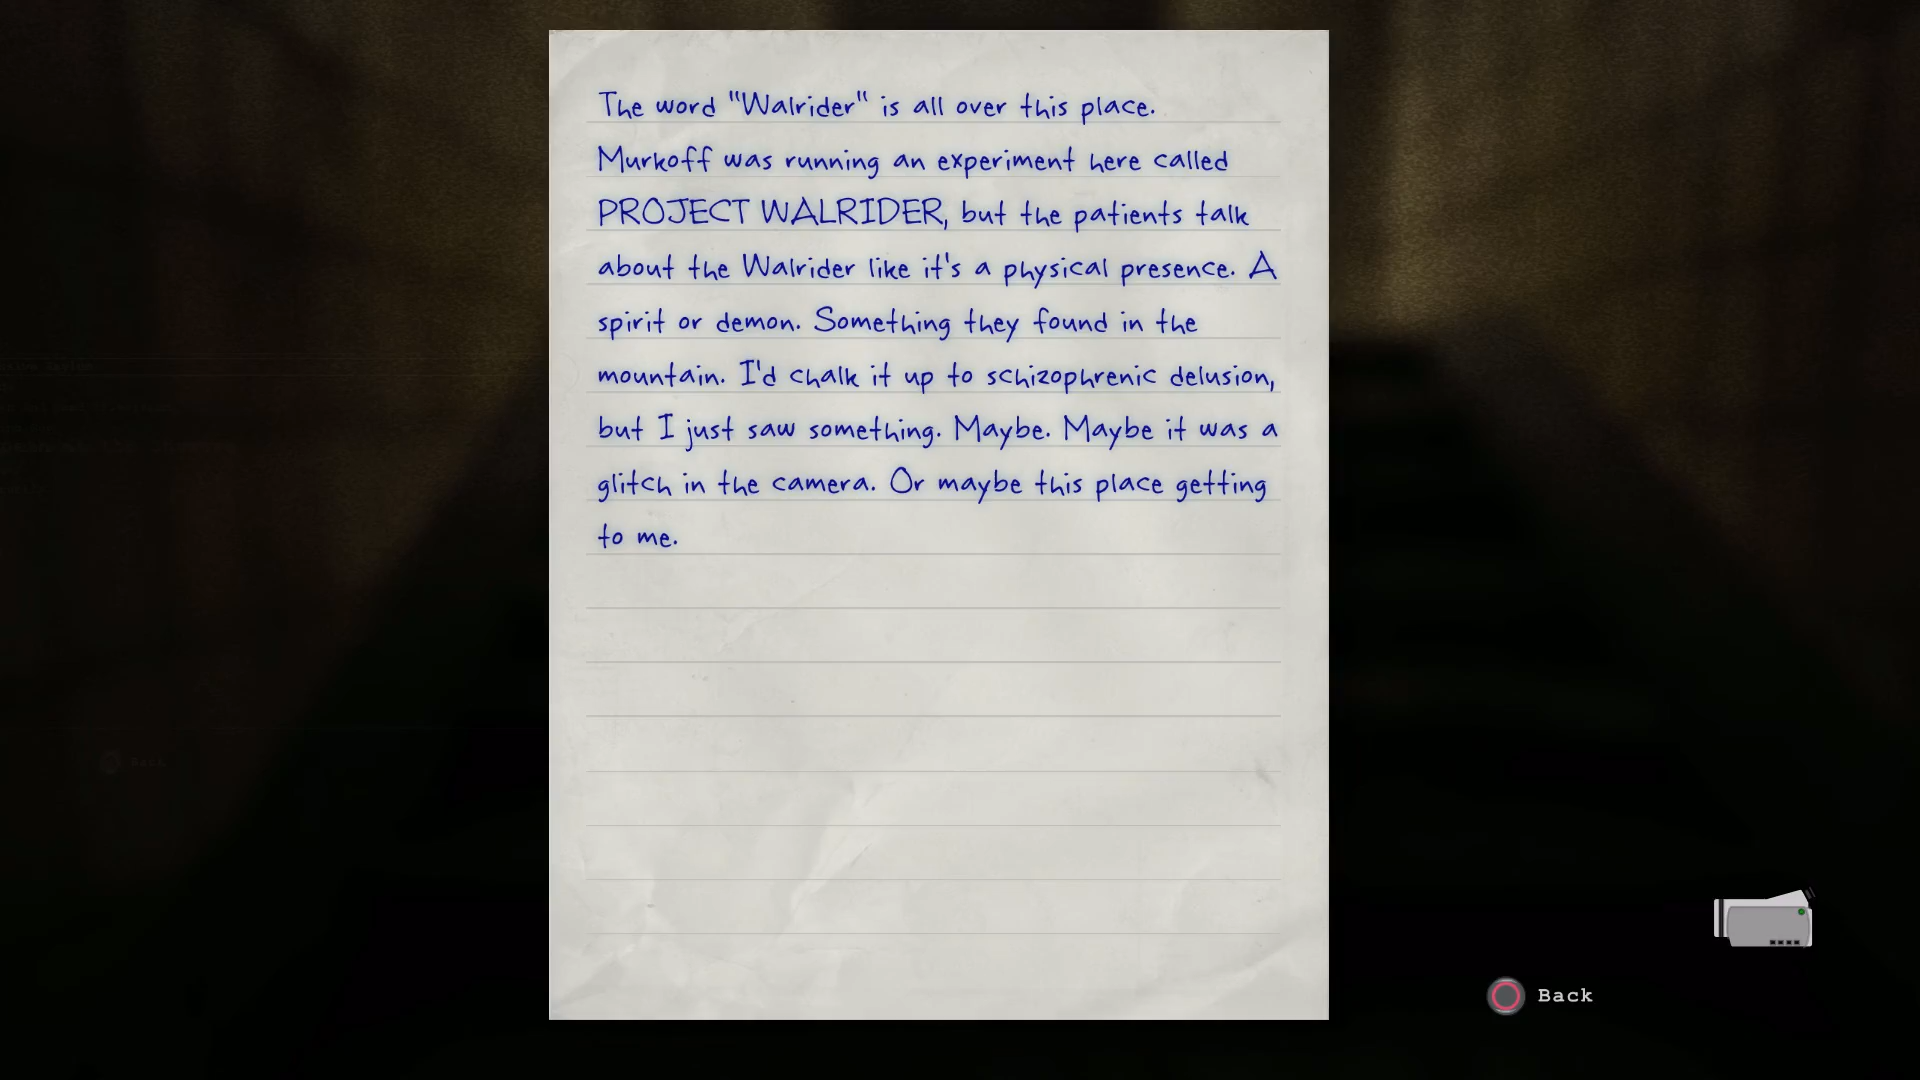 The word "Walrider" is all over this place.
Murkoff was running an experiment here called
PROJECT WALRIDER, but the patients talk
about the Walrider like it's a physical presence. A
spirit or demon. Something they found in the
mountain. I'd chalk it up to schizophrenic delusion,
but I just saw something. Maybe. Maybe it was a
glitch in the camera. Or maybe this place getting
to me.
Back
Back